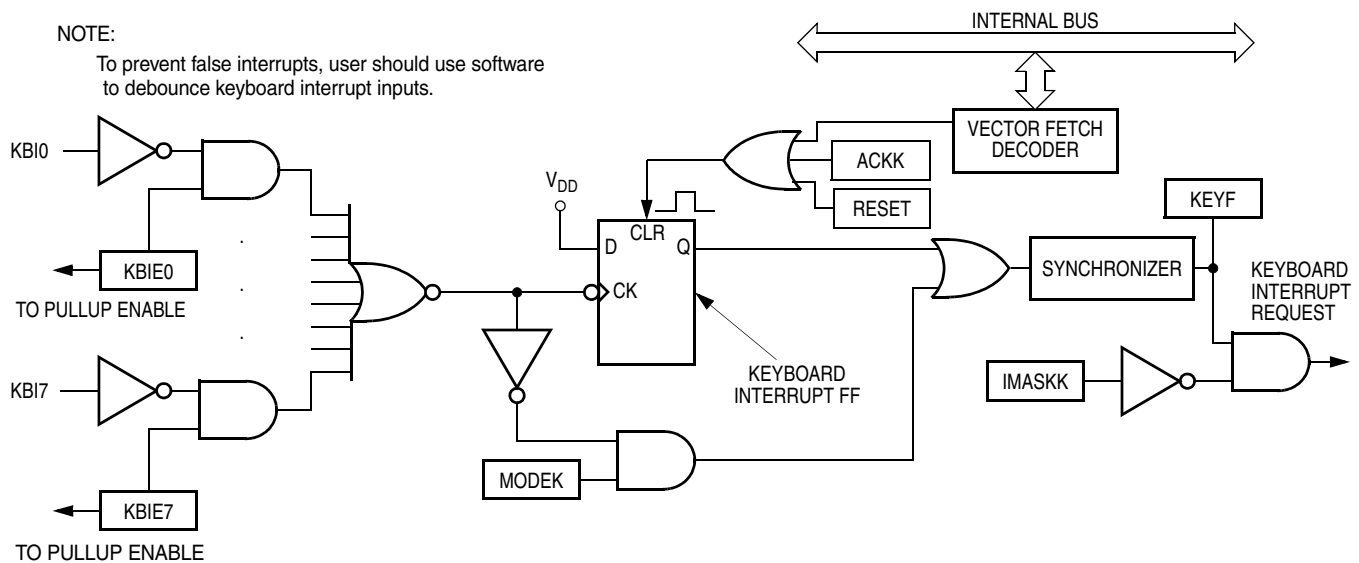 NOTE:
To prevent false interrupts, user should use software
to debounce keyboard interrupt inputs.
INTERNAL BUS
VECTOR FETCH
DECODER
ACKK
RESET
KBI0
KBIE0
TO PULLUP ENABLE
.
.
.
KBI7
KBIE7
TO PULLUP ENABLE
VDD
CLR
D
Q
CK
KEYBOARD
INTERRUPT FF
MODEK
SYNCHRONIZER
KEYF
IMASKK
KEYBOARD
INTERRUPT
REQUEST